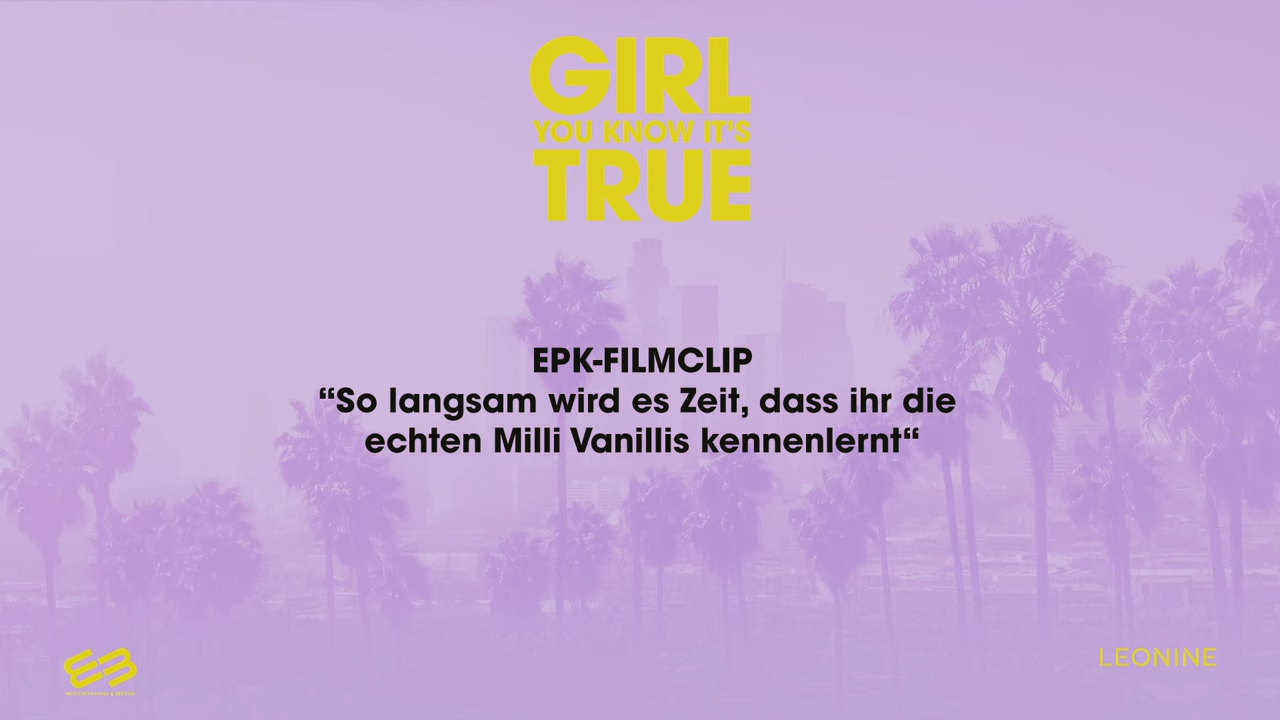 GIRL
YOU KNOW IT'S
TRUE
EPK-FILMCLIP
“So langsam wird es Zeit, dass ihr die
echten Milli Vanillis kennenlernt“
LEONINE